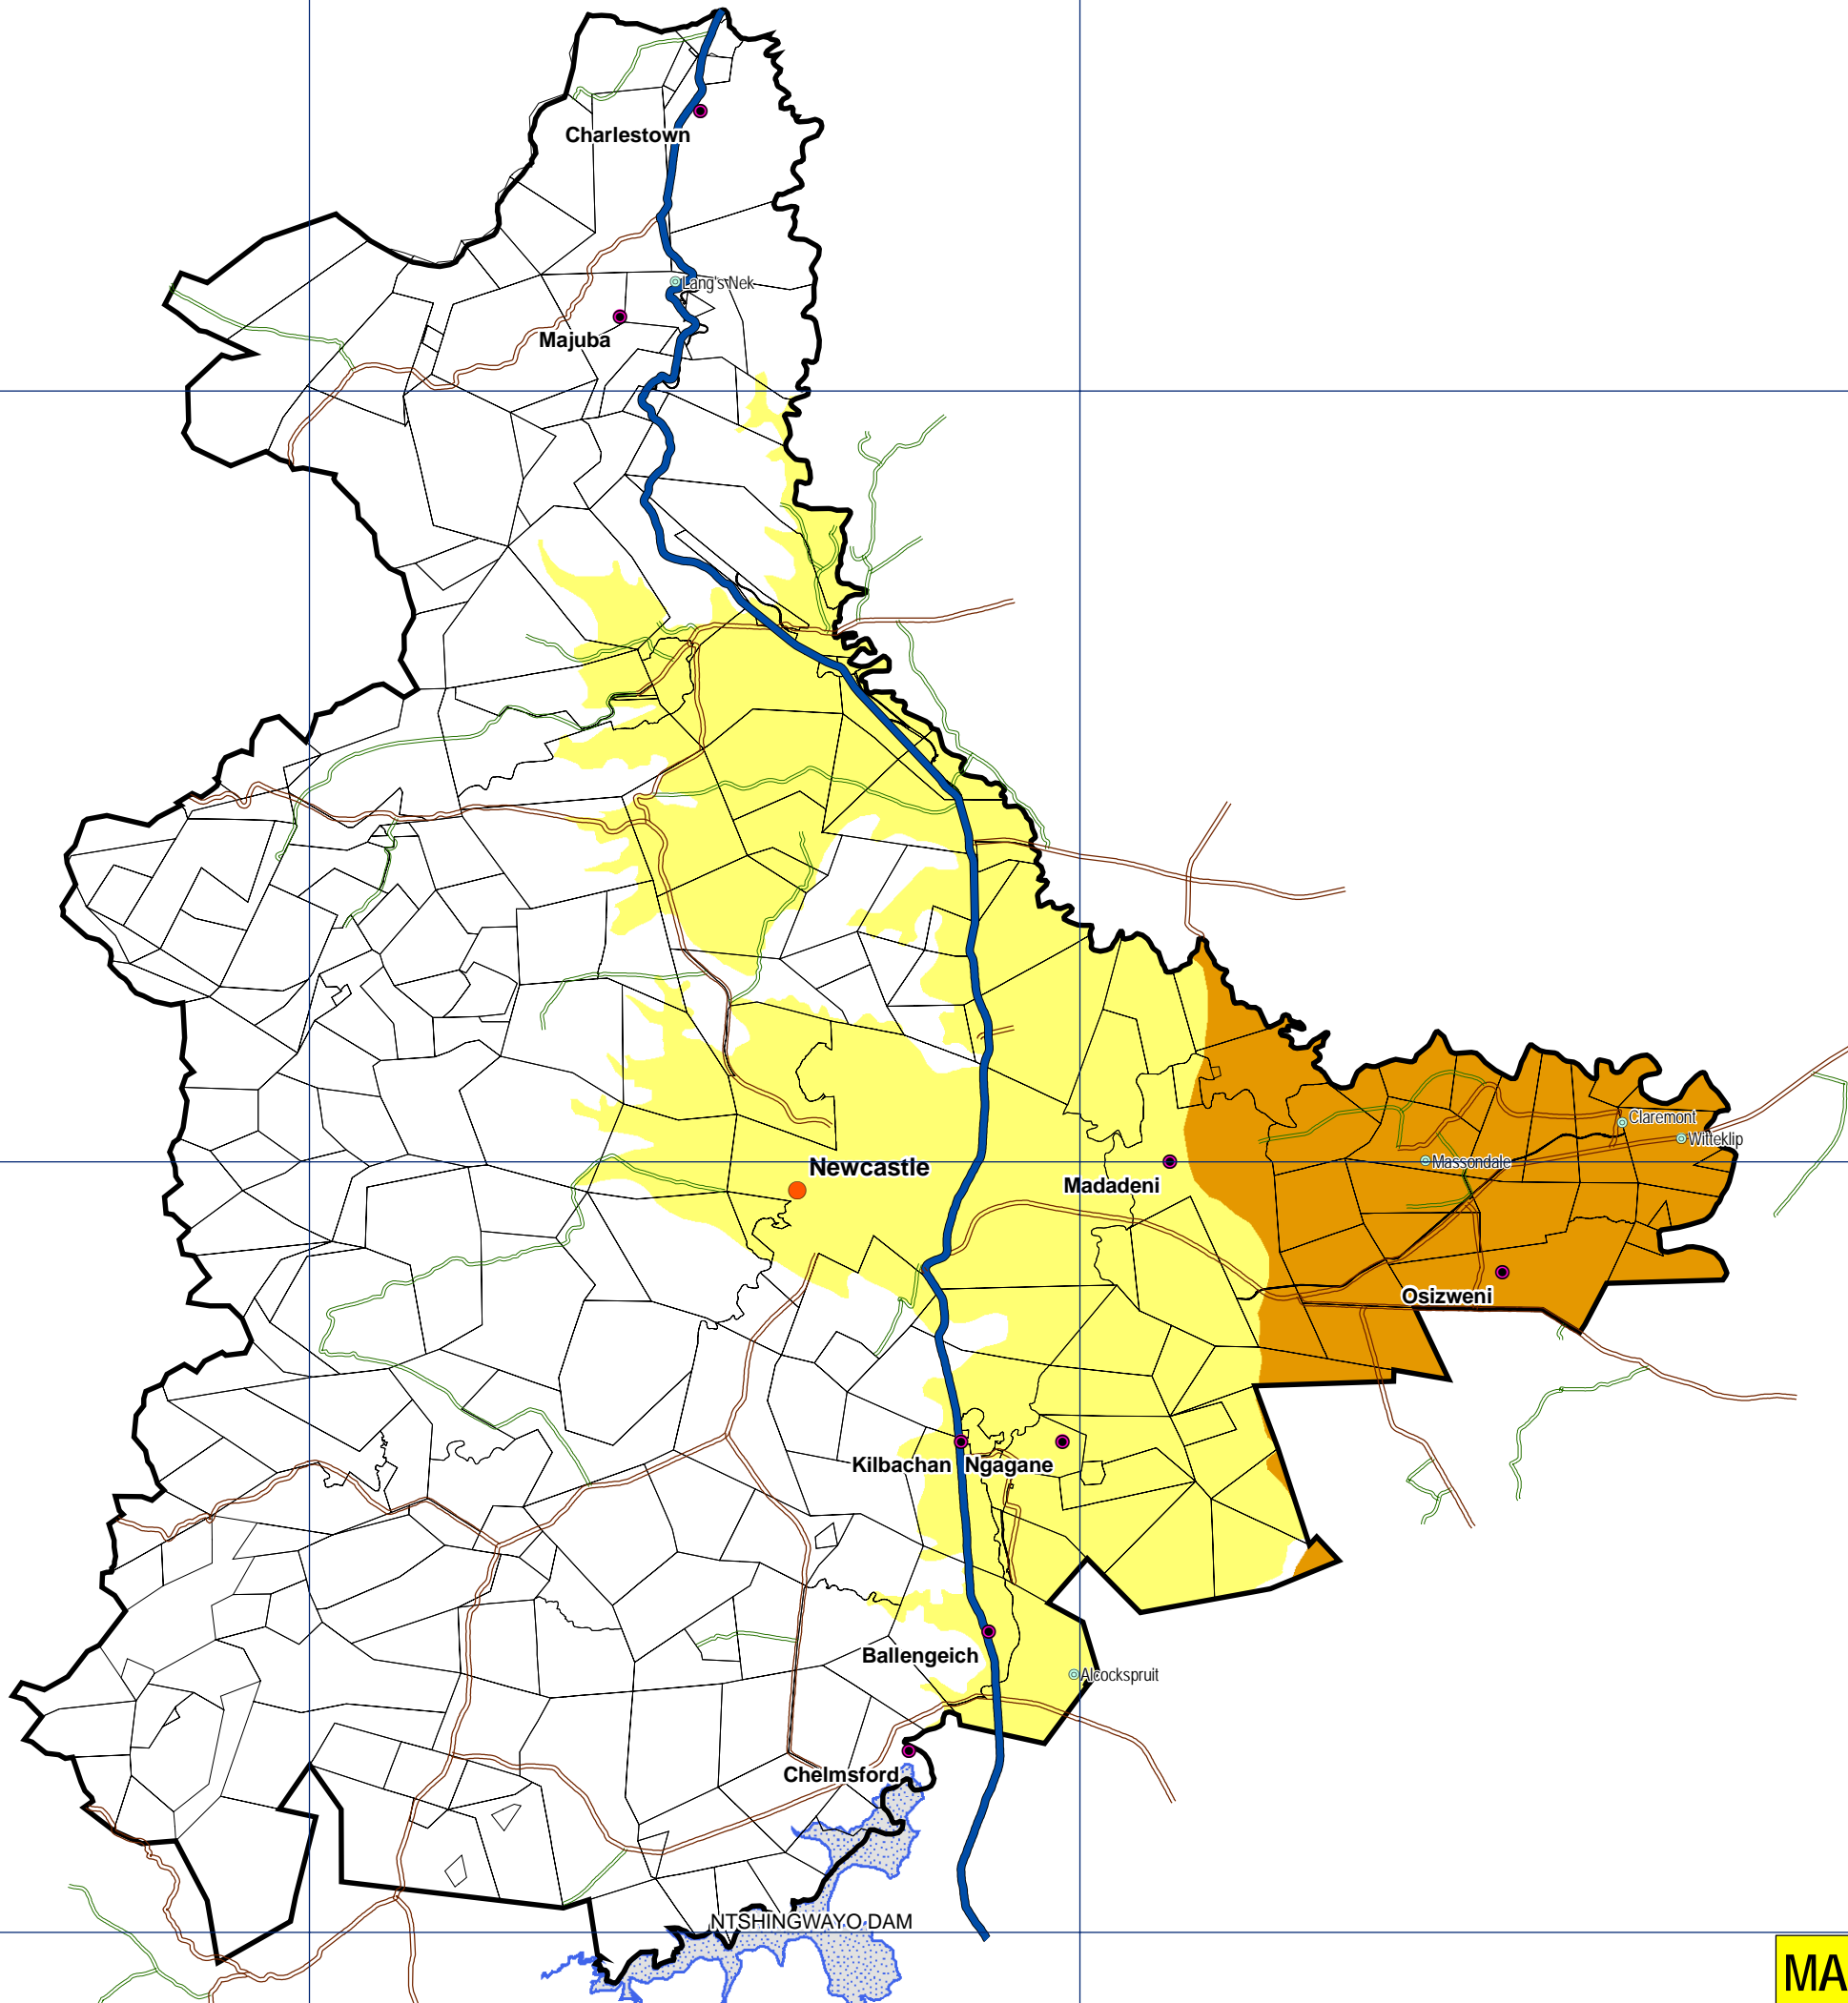 Charlestown
Lang's Nek
Majuba
Claremont
Witteklip
Massondale
Newcastle
Madadeni
Osizweni
Kilbachan
Ngagane
Ballengeich
Alcockspruit
Chelmsford
NTSHINGWAYO DAM
MA